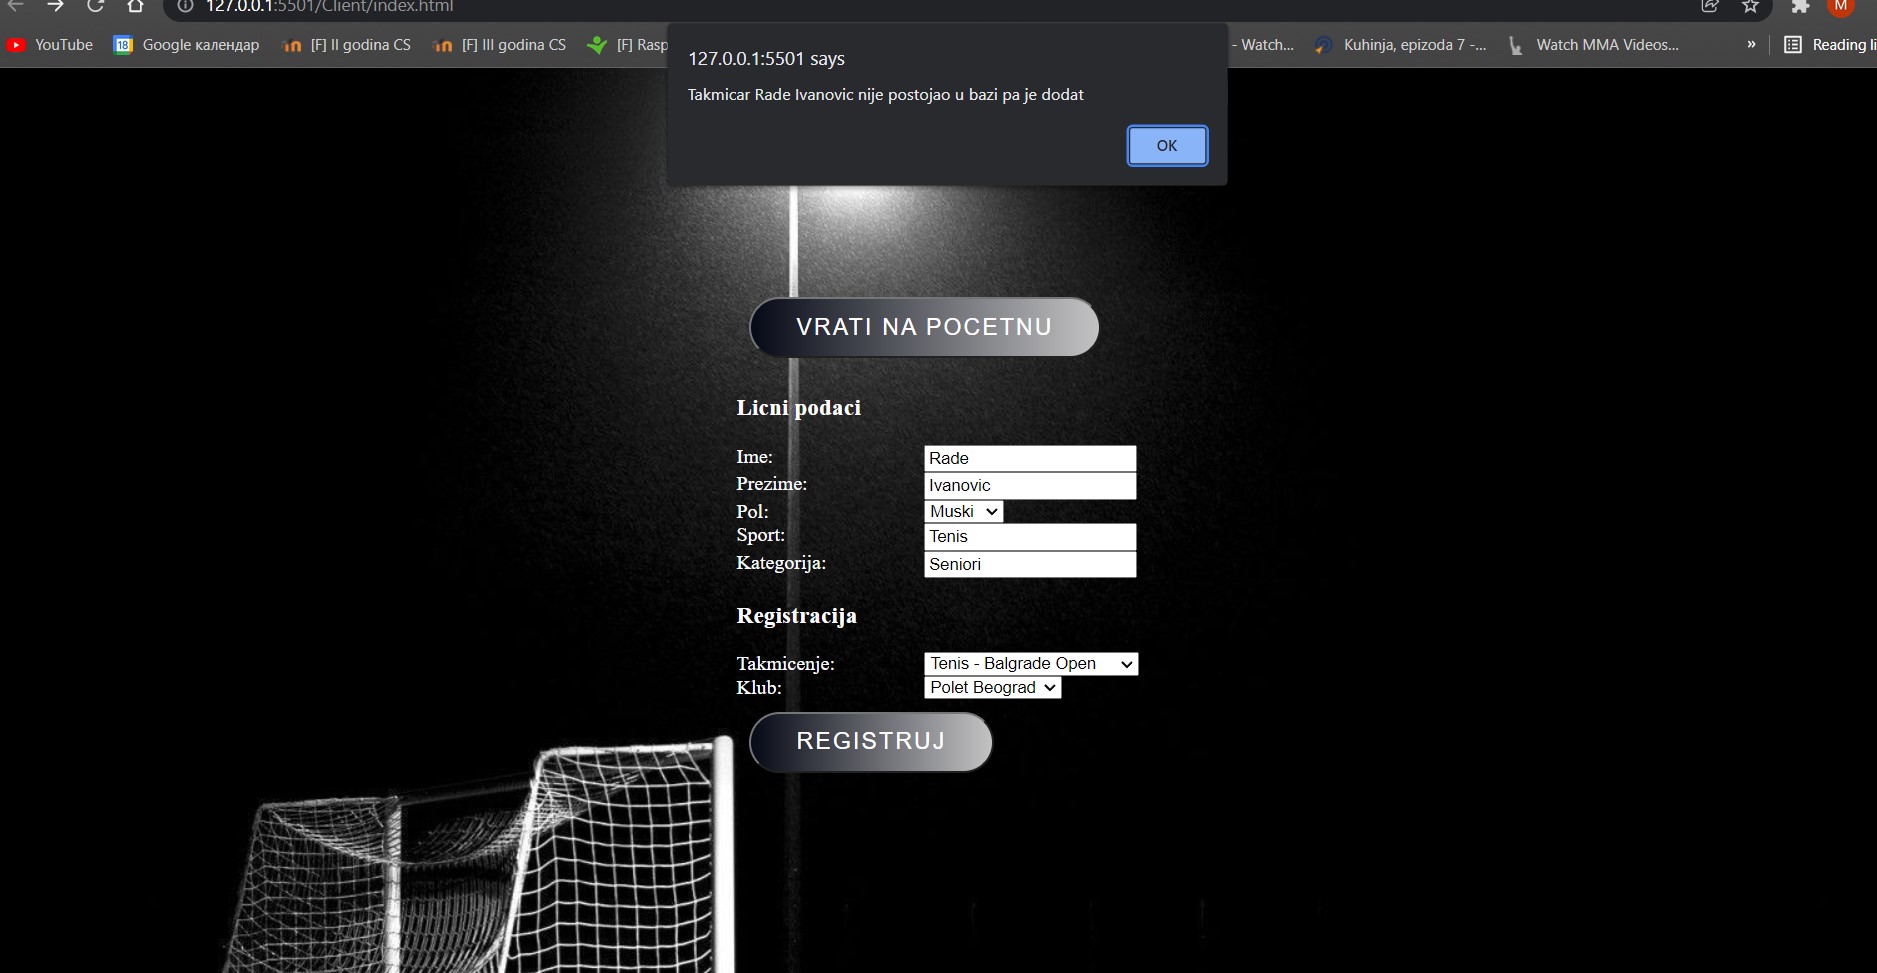 127.0.0.1:5501/Client/index.html
M
YouTube
18 Google календар
[F] II godina CS
[F] III godina CS
[F] Rasp
- Watch...
Kuhinja, epizoda 7 -...
Watch MMA Videos...
»
Reading li
127.0.0.1:5501 says
Takmicar Rade Ivanovic nije postojao u bazi pa je dodat
OK
VRATI NA POCETNU
Licni podaci
Ime: Rade
Prezime: Ivanovic
Pol: Muski
Sport: Tenis
Kategorija: Seniori
Registracija
Takmicenje: Tenis - Balgrade Open
Klub: Polet Beograd
REGISTRUJ